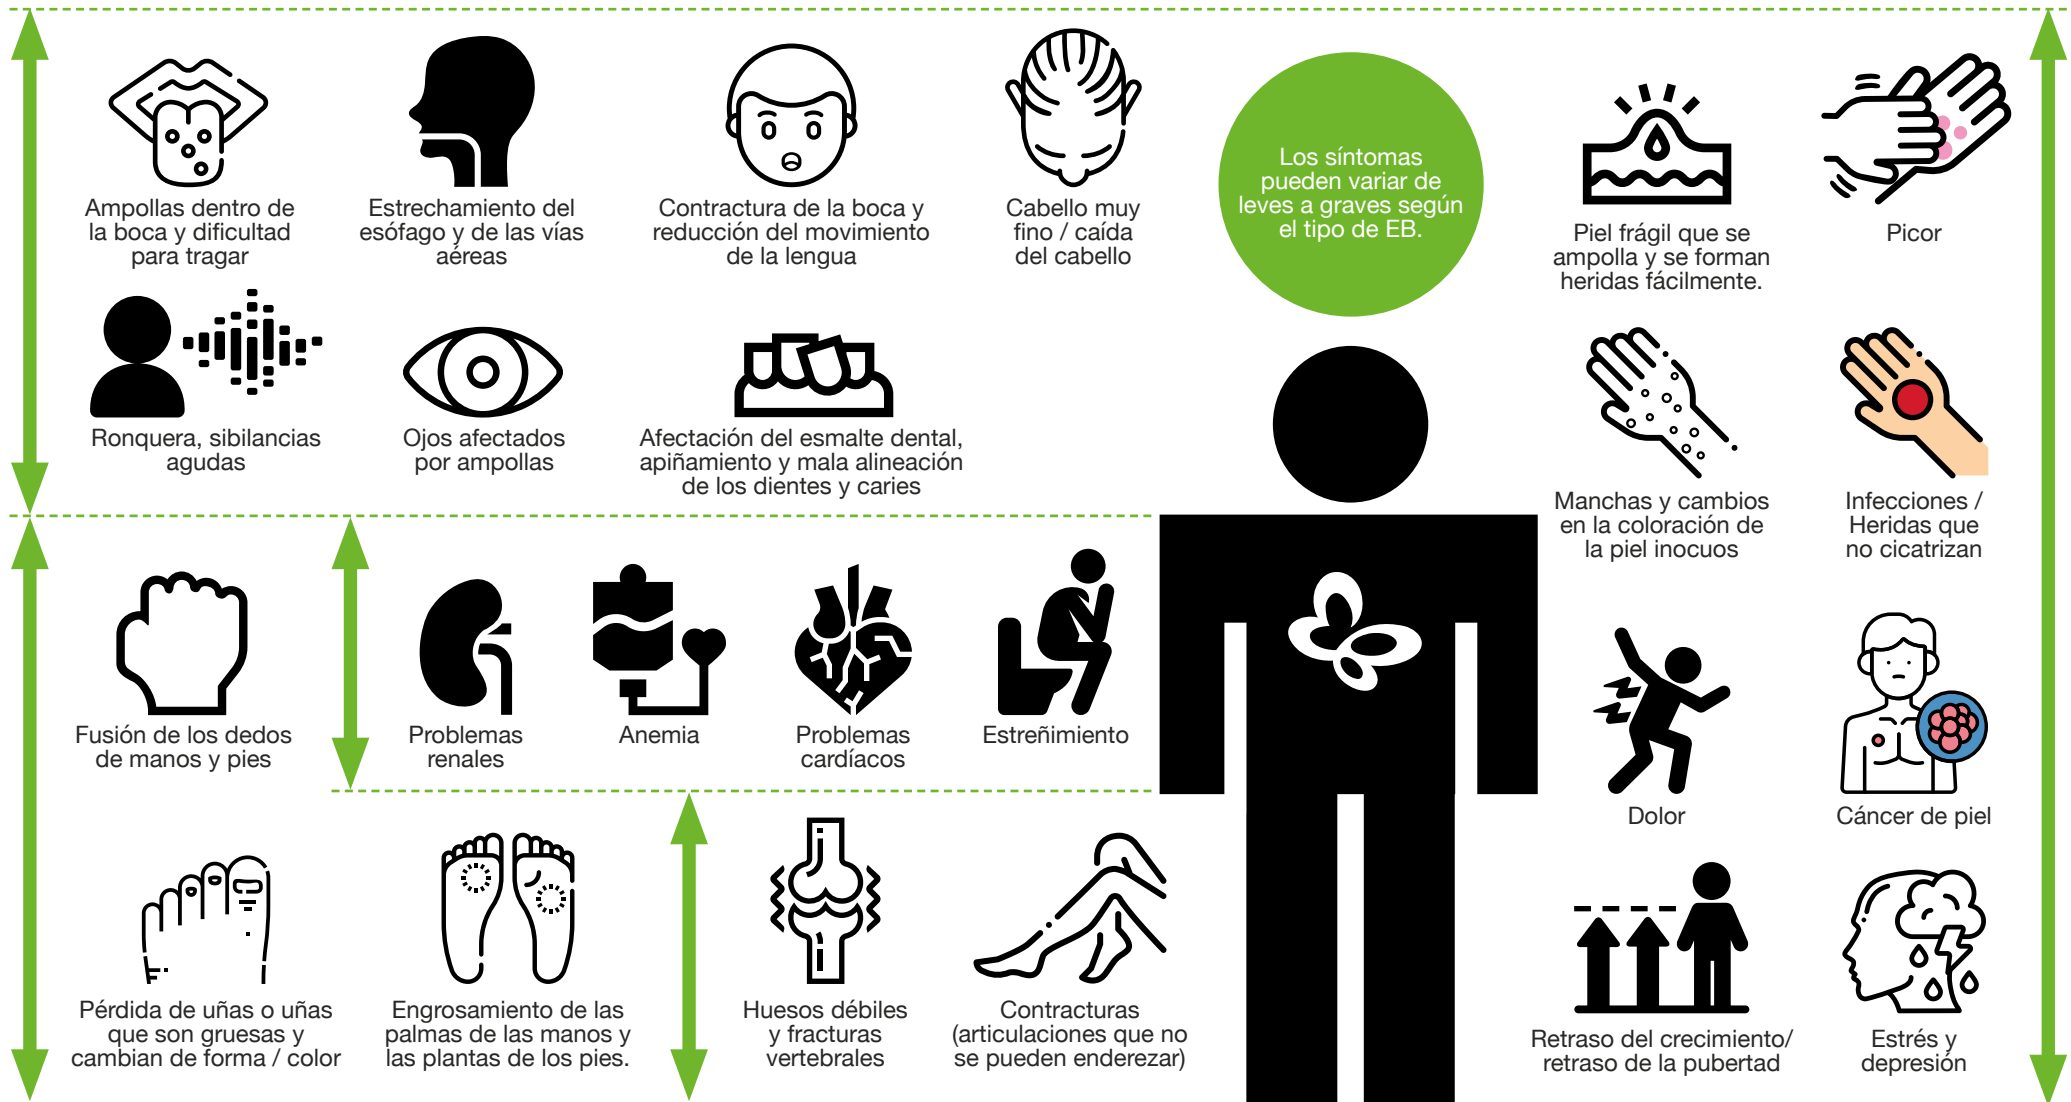 Ampollas dentro de
la boca y dificultad
para tragar
Estrechamiento del
esófago y de las vías
aéreas
Contractura de la boca y
reducción del movimiento
de la lengua
Cabello muy
fino / caída
del cabello
Los síntomas
pueden variar de
leves a graves según
el tipo de EB.
Piel frágil que se
ampolla y se forman
heridas fácilmente.
Picor
Ronquera, sibilancias
agudas
Ojos afectados
por ampollas
Afectación del esmalte dental,
apiñamiento y mala alineación
de los dientes y caries
Manchas y cambios
en la coloración de
la piel inocuos
Infecciones /
Heridas que
no cicatrizan
Fusión de los dedos
de manos y pies
Problemas
renales
Anemia
Problemas
cardíacos
Estreñimiento
Dolor
Cáncer de piel
Pérdida de uñas o uñas
que son gruesas y
cambian de forma / color
Engrosamiento de las
palmas de las manos y
las plantas de los pies.
Huesos débiles
y fracturas
vertebrales
Contracturas
(articulaciones que no
se pueden enderezar)
Retraso del crecimiento/
retraso de la pubertad
Estrés y
depresión